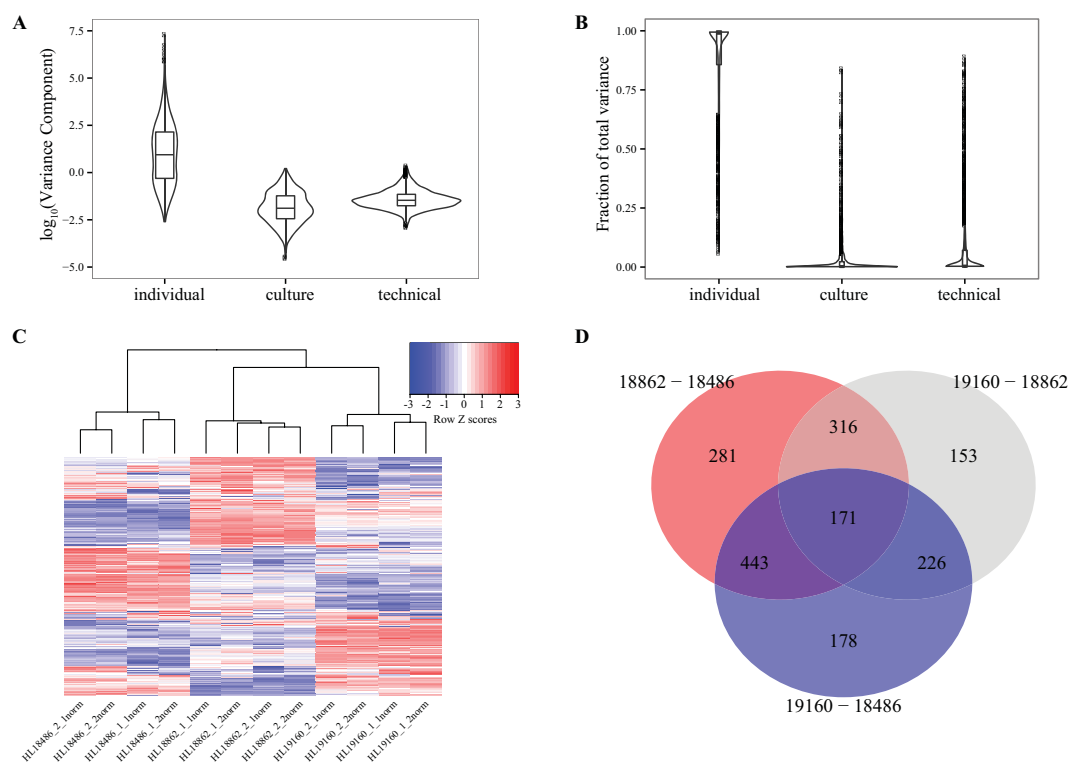 A
log10(Variance Component)
7.5
5.0
2.5
0.0
−2.5
−5.0
individual culture technical
B
Fraction of total variance
1.00
0.75
0.50
0.25
0.00
individual culture technical
C
-3 -2 -1 0 1 2 3
Row Z scores
HL18486_2_1norm
HL18486_2_2norm
HL18486_1_1norm
HL18486_1_2norm
HL18862_1_1norm
HL18862_1_2norm
HL18862_2_1norm
HL18862_2_2norm
HL19160_2_1norm
HL19160_2_2norm
HL19160_1_1norm
HL19160_1_2norm
D
18862 − 18486
19160 − 18862
316
281
153
171
443
226
178
19160 − 18486